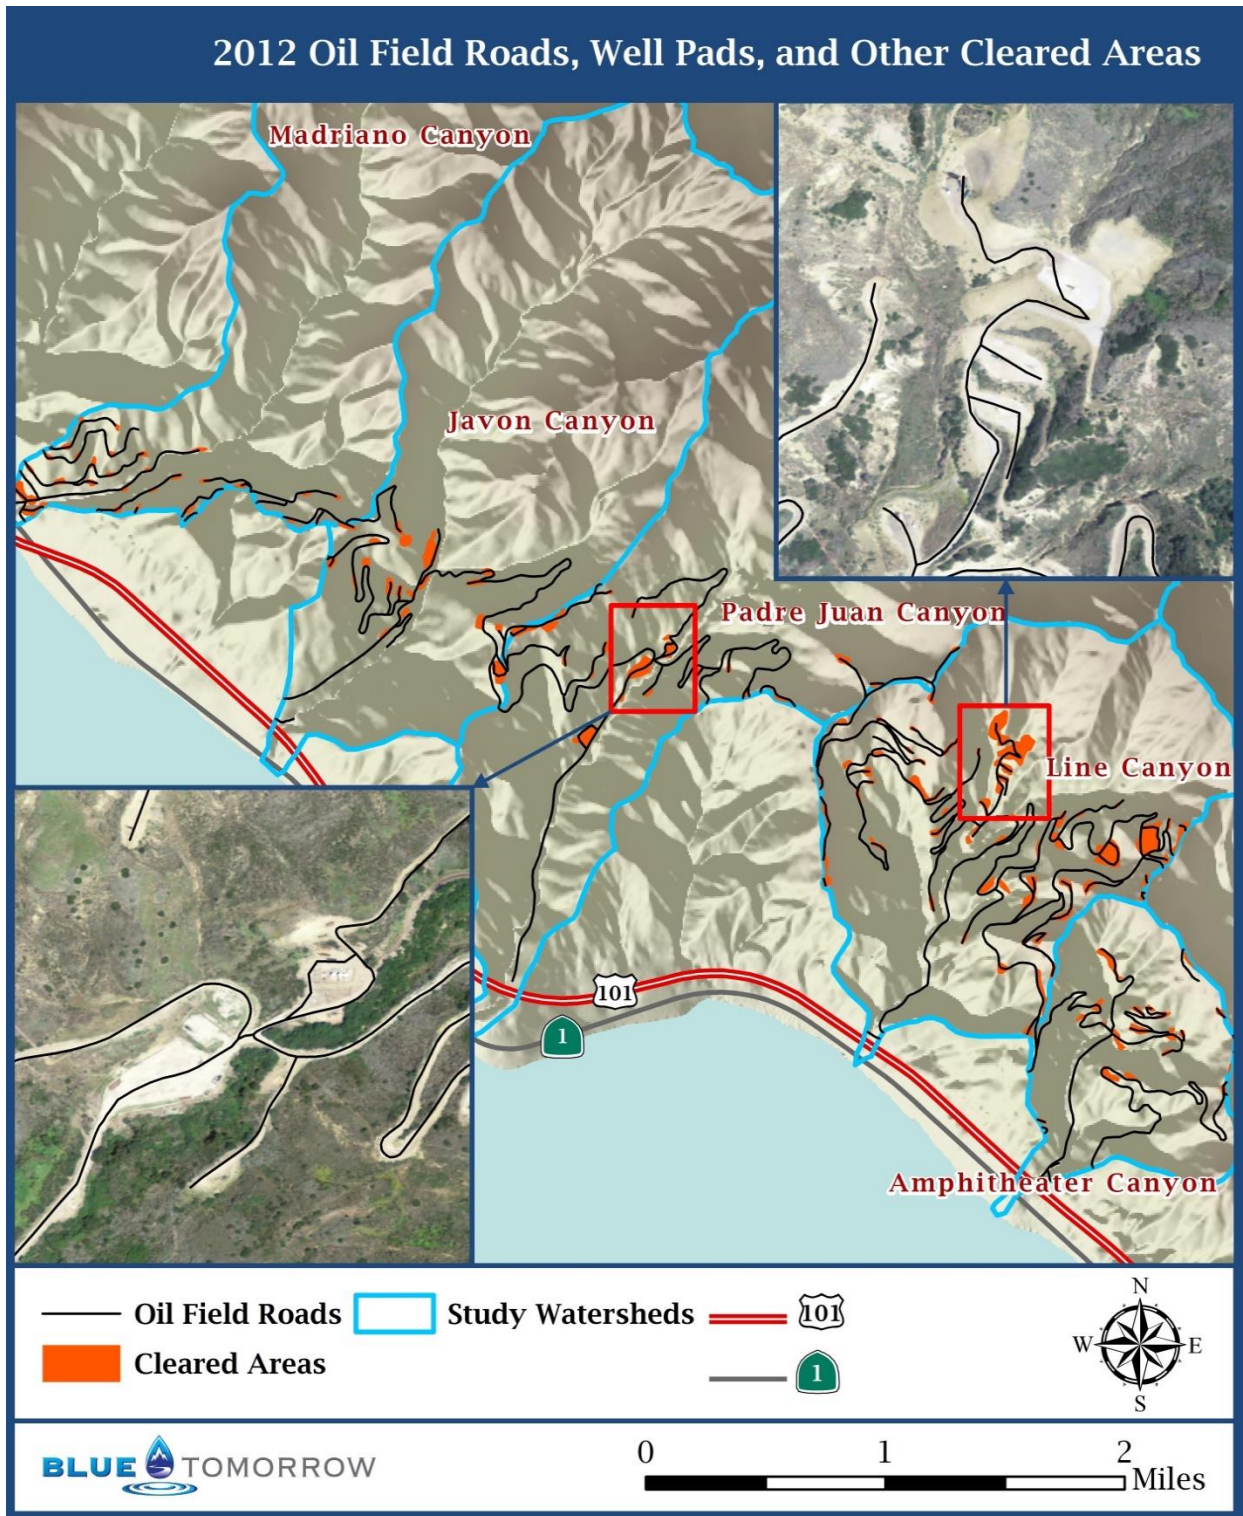 2012 Oil Field Roads, Well Pads, and Other Cleared Areas
Madriano Canyon
Javon Canyon
Padre Juan Canyon
Line Canyon
101
1
Amphitheater Canyon
Oil Field Roads
Study Watersheds
101
Cleared Areas
1
N
W
E
S
BLUE TOMORROW
0 1 2
Miles